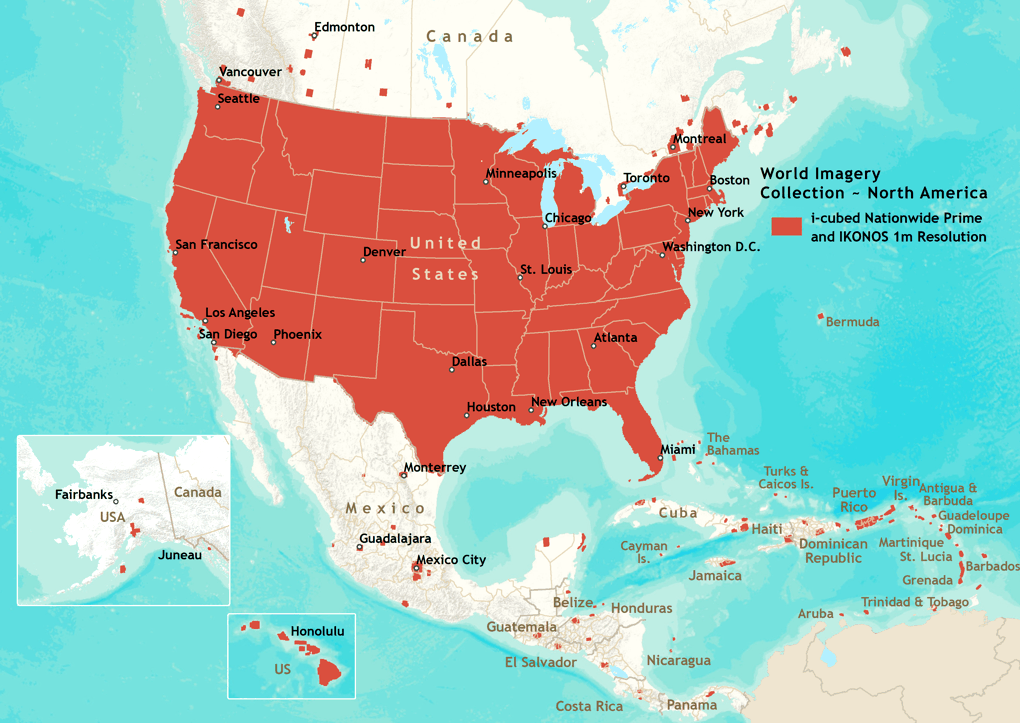 Edmonton
Canada
Vancouver
Seattle
Montreal
World Imagery
Collection ~ North America
i-cubed Nationwide Prime
and IKONOS 1m Resolution
Minneapolis
Toronto
Boston
Chicago
New York
San Francisco
Denver
United
States
Washington D.C.
St. Louis
Los Angeles
San Diego
Phoenix
Atlanta
Bermuda
Dallas
Houston
New Orleans
Miami
The
Bahamas
Monterrey
Turks &
Caicos Is.
Mexico
Cuba
Puerto
Rico
Virgin
Is.
Antigua &
Barbuda
Guadeloupe
Dominica
Haiti
Dominican
Republic
Martinique
St. Lucia
Barbados
Grenada
Guadalajara
Mexico City
Cayman
Is.
Jamaica
Belize
Honduras
Guatemala
El Salvador
Nicaragua
Trinidad & Tobago
Aruba
Costa Rica
Panama
Fairbanks
USA
Canada
Juneau
Honolulu
US